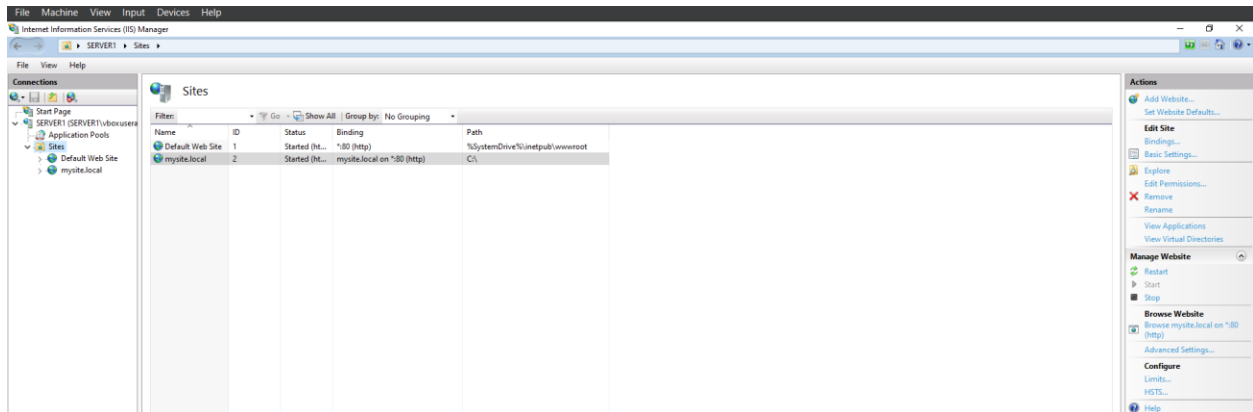 File Machine View Input Devices Help
Internet Information Services (IIS) Manager
SERVER1 Sites
File View Help
Connections
Start Page
SERVER1 (SERVER1\vboxusera
Application Pools
Sites
Default Web Site
mysite.local
Sites
Filter: Go Show All Group by: No Grouping
Name ID Status Binding Path
Default Web Site 1 Started (ht... *:80 (http) %SystemDrive%\inetpub\wwwroot
mysite.local 2 Started (ht... mysite.local on *:80 (http) C:\
Actions
Add Website...
Set Website Defaults...
Edit Site
Bindings...
Basic Settings...
Explore
Edit Permissions...
Remove
Rename
View Applications
View Virtual Directories
Manage Website
Restart
Start
Stop
Browse Website
Browse mysite.local on *:80
(http)
Advanced Settings...
Configure
Limits...
HSTS...
Help